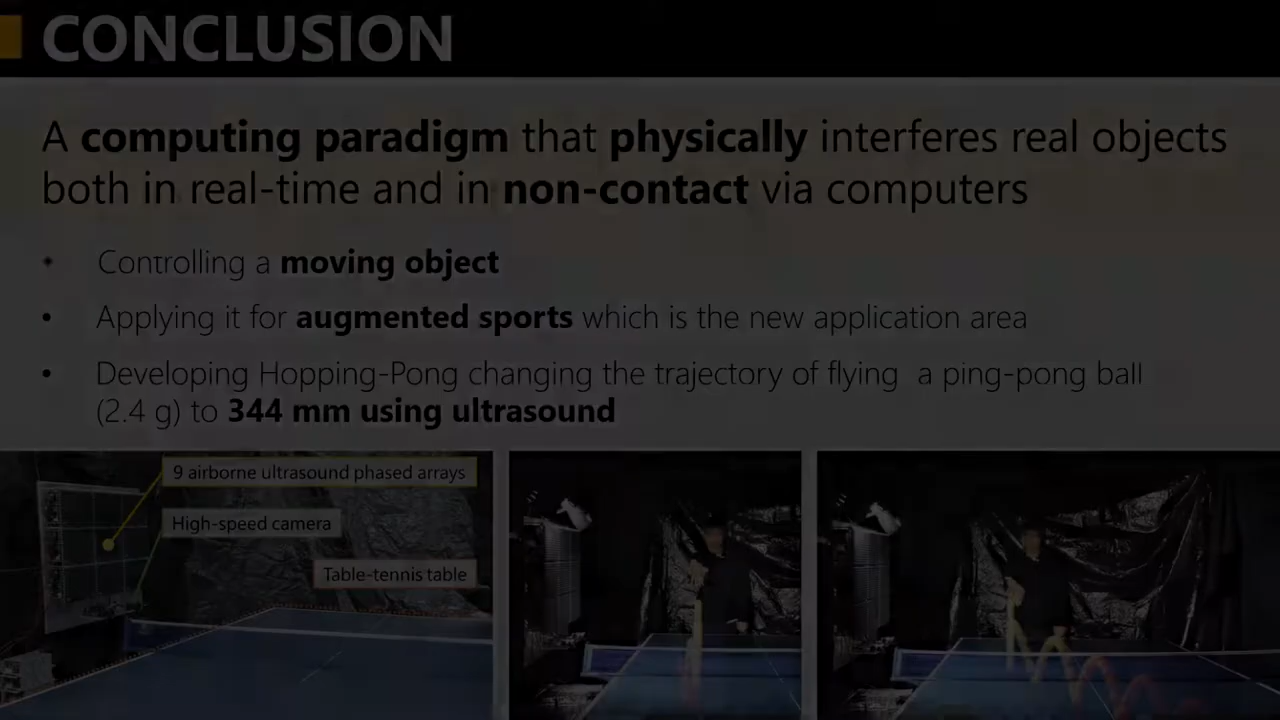 CONCLUSION
A computing paradigm that physically interferes real objects
both in real-time and in non-contact via computers
• Controlling a moving object
• Applying it for augmented sports which is the new application area
• Developing Hopping-Pong changing the trajectory of flying a ping-pong ball
(2.4 g) to 344 mm using ultrasound
9 airborne ultrasound phased arrays
High-speed camera
Table-tennis table